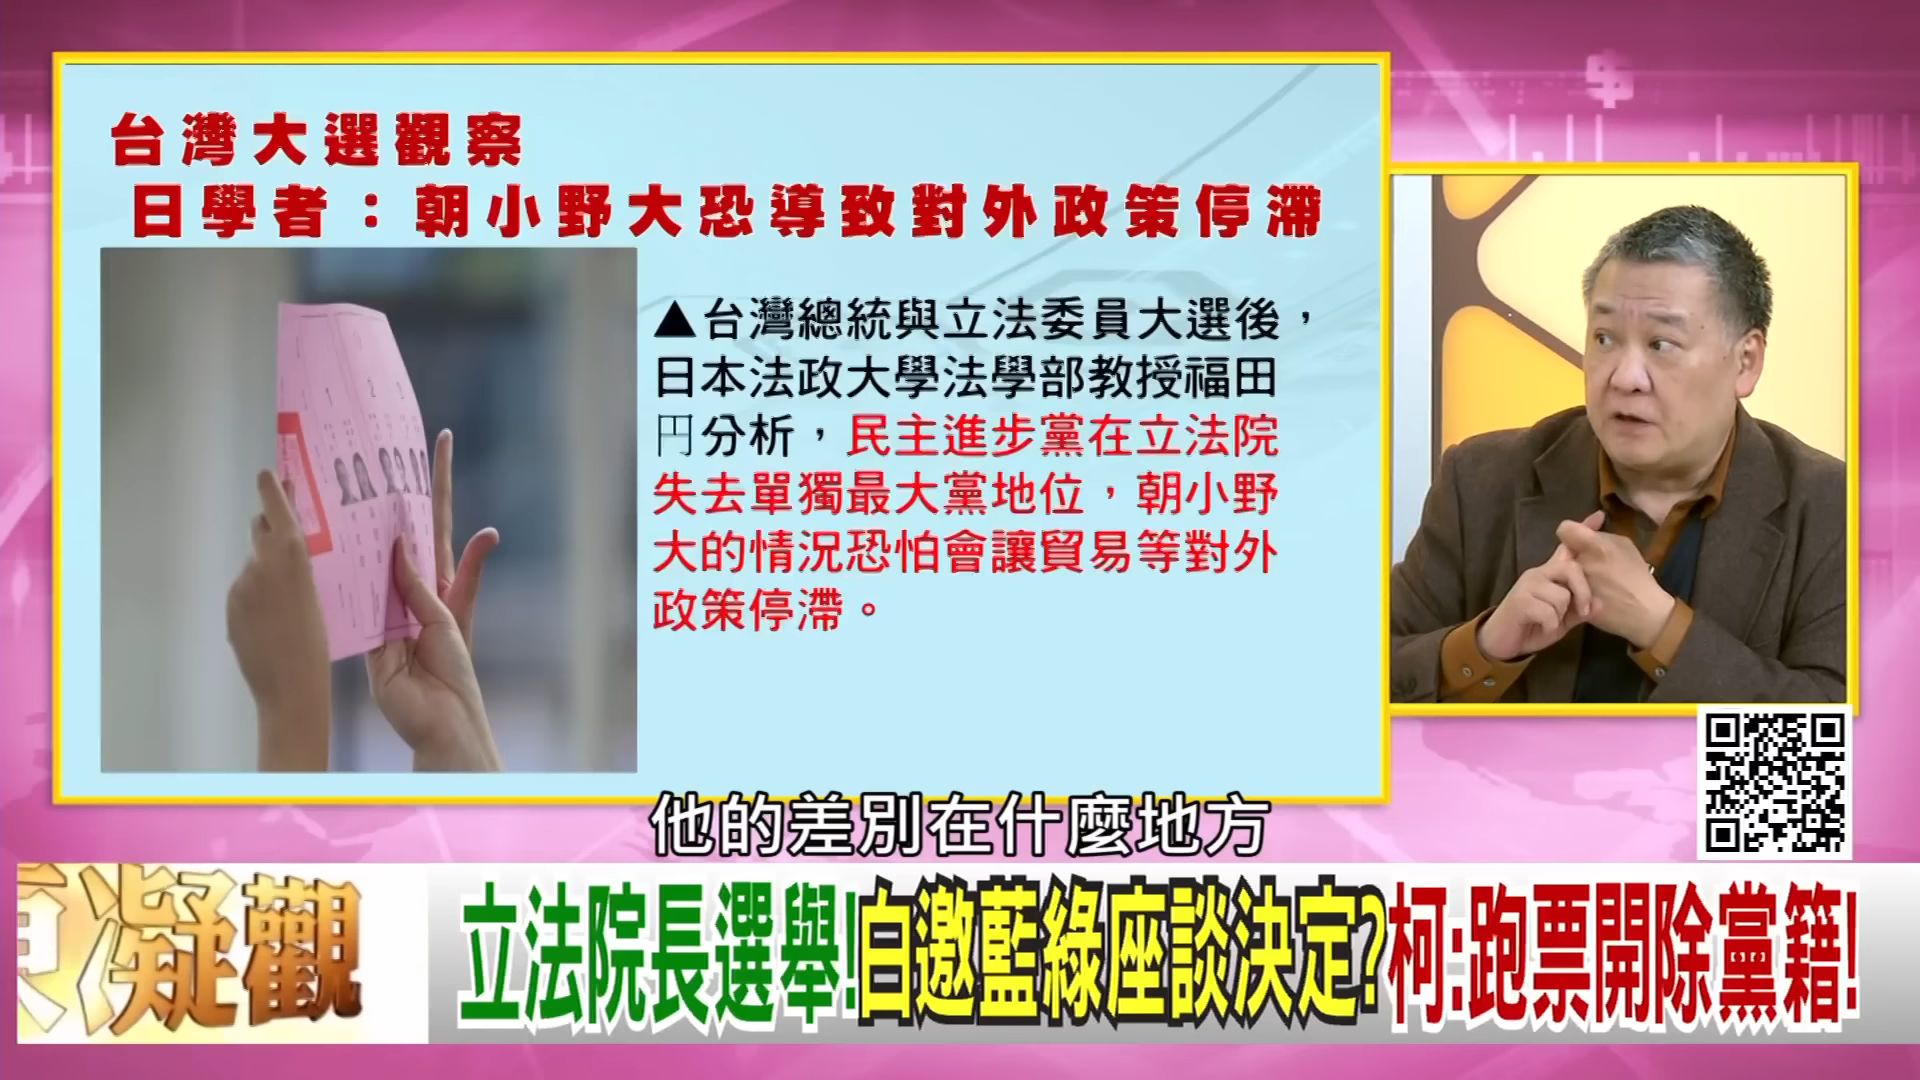 台灣大選觀察
日學者：朝小野大恐導致對外政策停滯
▲台灣總統與立法委員大選後，
日本法政大學法學部教授福田
円分析，民主進步黨在立法院
失去單獨最大黨地位，朝小野
大的情況恐怕會讓貿易等對外
政策停滯。
1 2 3
他的差別在什麼地方
凝觀
立法院長選舉!白邀藍綠座談決定?柯:跑票開除黨籍!